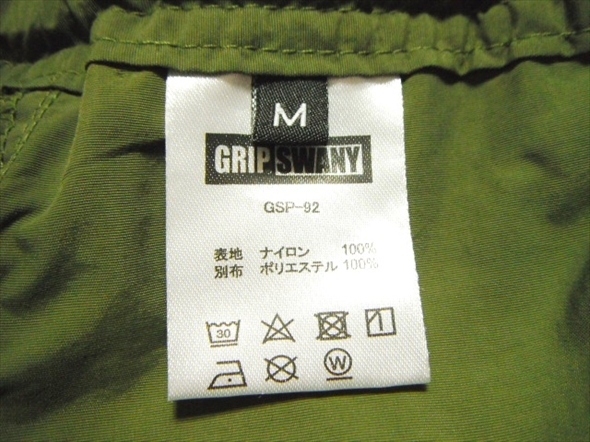 M
GRIP SWANY
GSP-92
表地 ナイロン 100%
別布 ポリエステル 100%
30
W